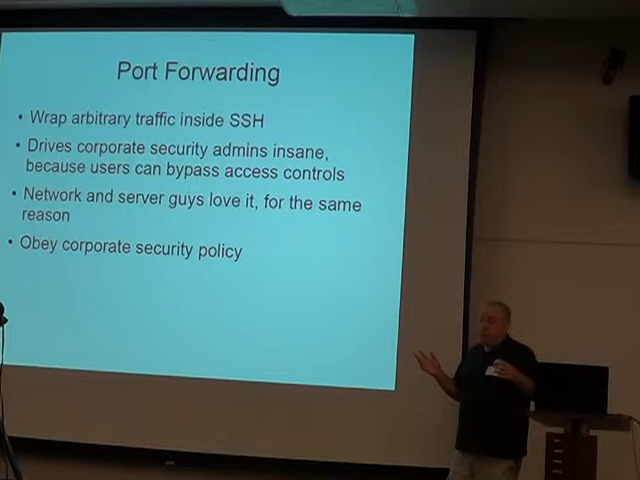 Port Forwarding
• Wrap arbitrary traffic inside SSH
• Drives corporate security admins insane,
because users can bypass access controls
• Network and server guys love it, for the same
reason
• Obey corporate security policy